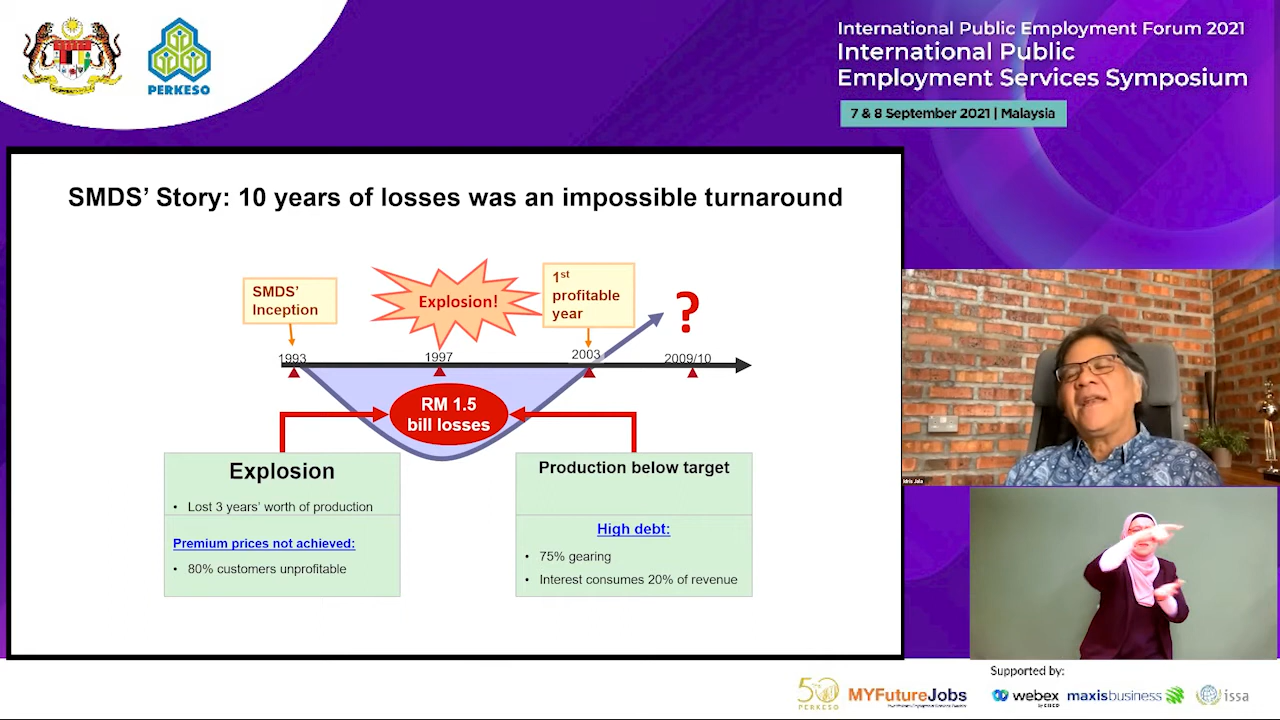 PERKESO
International Public Employment Forum 2021
International Public
Employment Services Symposium
7 & 8 September 2021 | Malaysia
SMDS' Story: 10 years of losses was an impossible turnaround
SMDS'
Inception
Explosion!
1st
profitable
year
?
1993
1997
2003
2009/10
RM 1.5
bill losses
Explosion
• Lost 3 years' worth of production
Premium prices not achieved:
• 80% customers unprofitable
Production below target
High debt:
• 75% gearing
• Interest consumes 20% of revenue
Idris Jala
Supported by:
50
PERKESO
MYFutureJobs
webex
by CISCO
maxisbusiness
issa